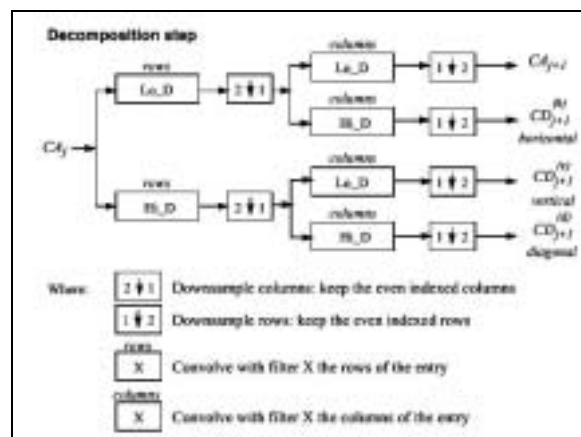 Decomposition step
rows
Lo_D
2 ↓ 1
columns
Lo_D
1 ↓ 2
CA_{j+1}
columns
Hi_D
1 ↓ 2
CD_{j+1}^{(h)}
horizontal
CA_j
rows
Hi_D
2 ↓ 1
columns
Lo_D
1 ↓ 2
CD_{j+1}^{(v)}
vertical
columns
Hi_D
1 ↓ 2
CD_{j+1}^{(d)}
diagonal
Where:
2 ↓ 1 Downsample columns: keep the even indexed columns
1 ↓ 2 Downsample rows: keep the even indexed rows
rows
X Convolve with filter X the rows of the entry
columns
X Convolve with filter X the columns of the entry